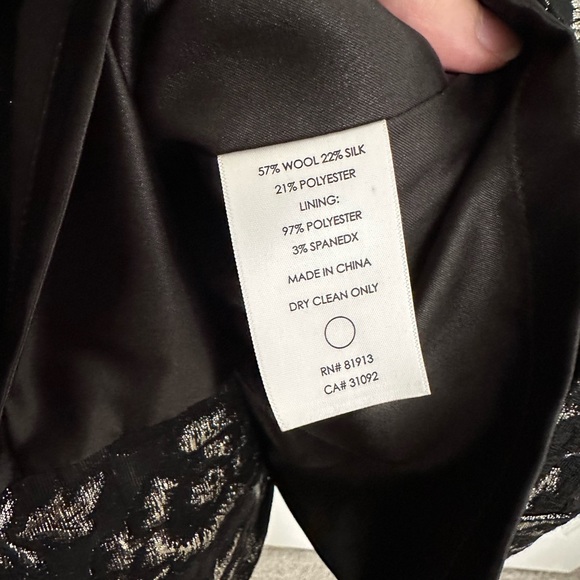 57% WOOL 22% SILK
21% POLYESTER
LINING:
97% POLYESTER
3% SPANEDX
MADE IN CHINA
DRY CLEAN ONLY
RN# 81913
CA# 31092